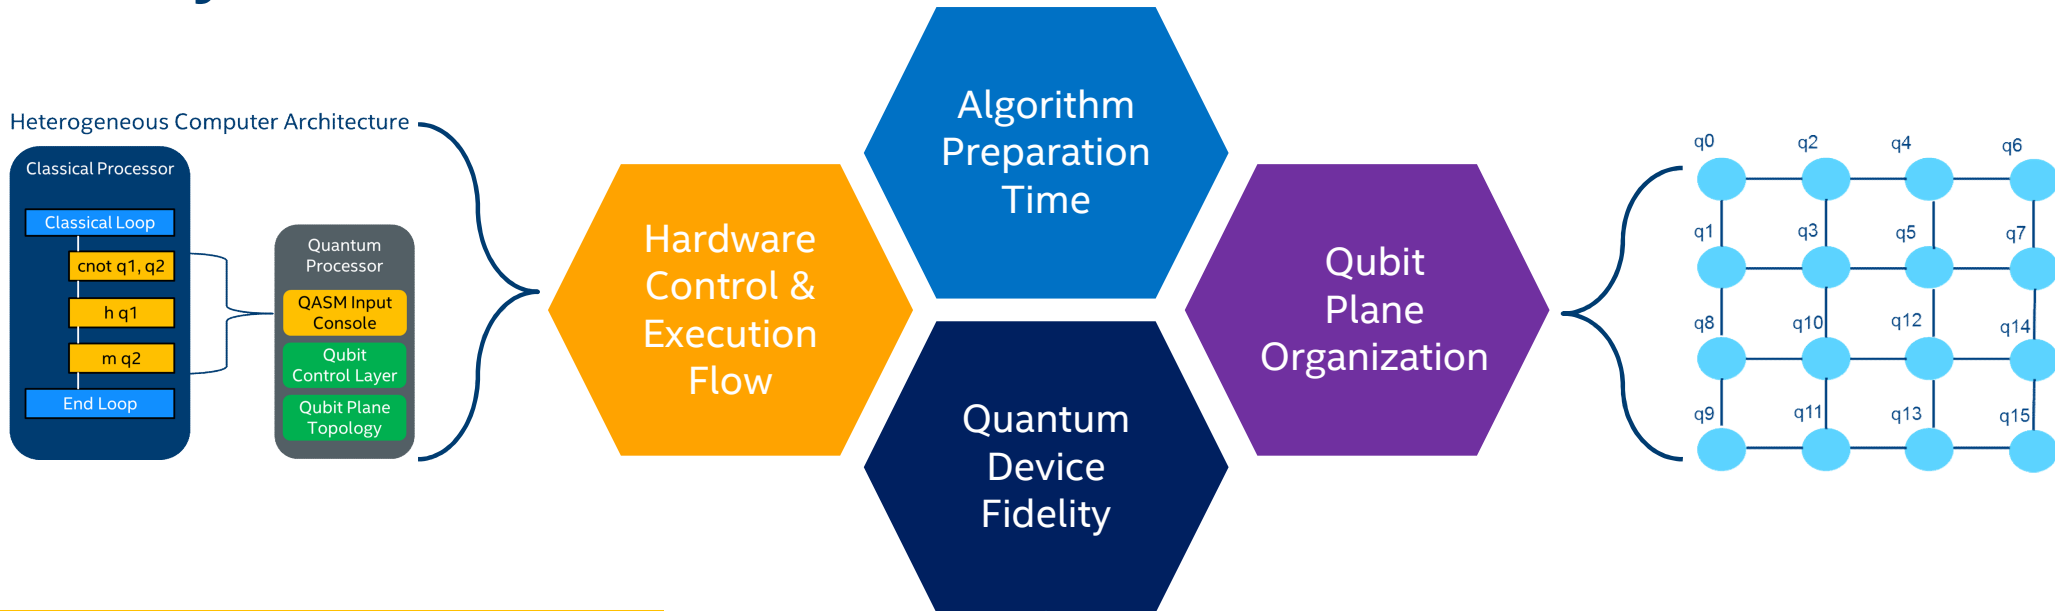 Heterogeneous Computer Architecture
Classical Processor
Classical Loop
cnot q1, q2
h q1
m q2
End Loop
Quantum
Processor
QASM Input
Console
Qubit
Control Layer
Qubit Plane
Topology
Hardware
Control &
Execution
Flow
Algorithm
Preparation
Time
Quantum
Device
Fidelity
Qubit
Plane
Organization
q0
q2
q4
q6
q1
q3
q5
q7
q8
q10
q12
q14
q9
q11
q13
q15